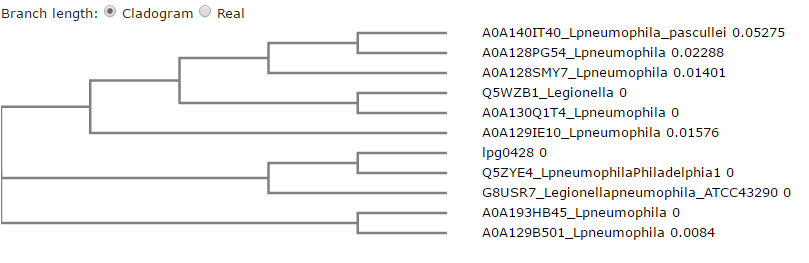 Branch length: Cladogram Real
A0A140IT40_Lpneumophila_pascullei 0.05275
A0A128PG54_Lpneumophila 0.02288
A0A128SMY7_Lpneumophila 0.01401
Q5WZB1_Legionella 0
A0A130Q1T4_Lpneumophila 0
A0A129IE10_Lpneumophila 0.01576
lpg0428 0
Q5ZYE4_LpneumophilaPhiladelphia1 0
G8USR7_Legionellapneumophila_ATCC43290 0
A0A193HB45_Lpneumophila 0
A0A129B501_Lpneumophila 0.0084